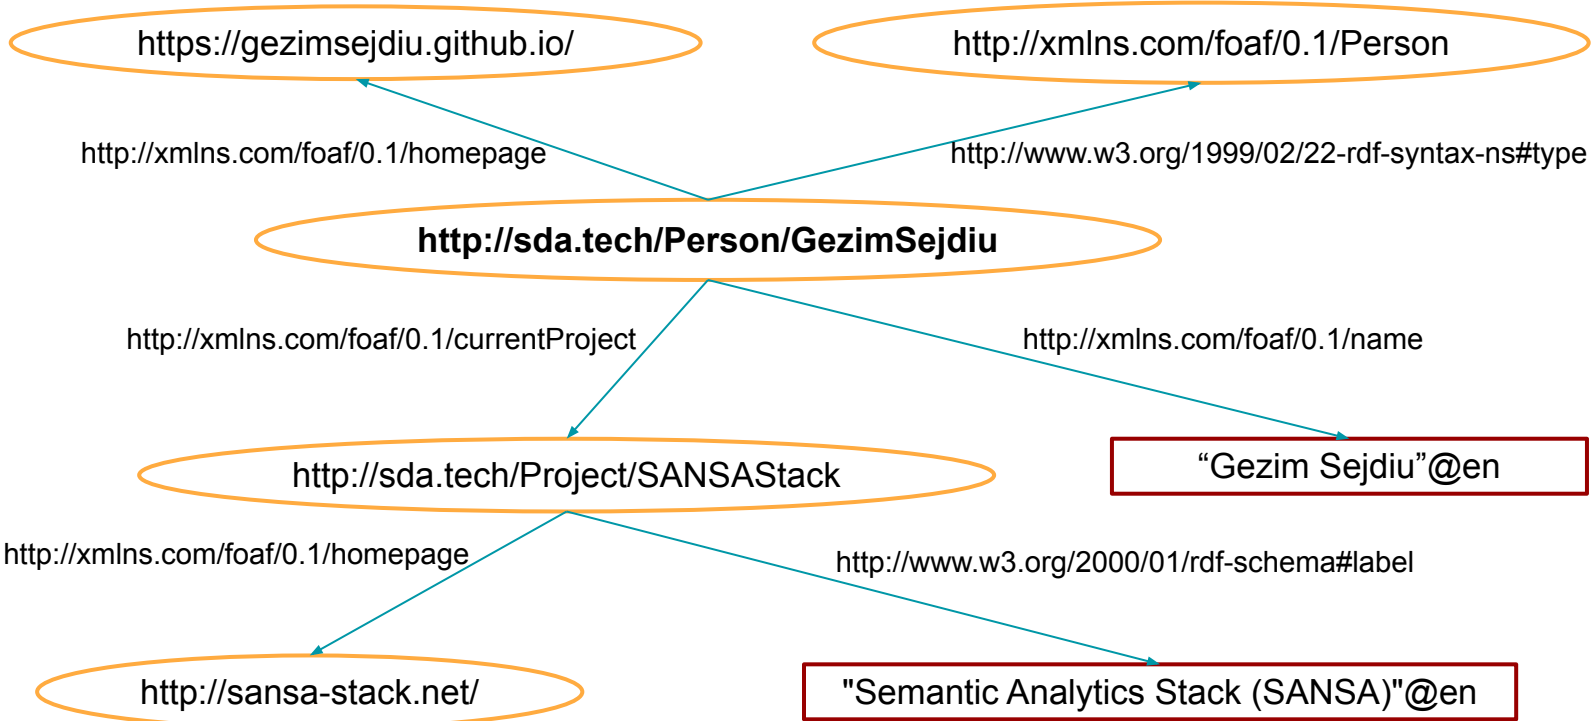 https://gezimsejdiu.github.io/
http://xmlns.com/foaf/0.1/Person
http://xmlns.com/foaf/0.1/homepage
http://www.w3.org/1999/02/22-rdf-syntax-ns#type
http://sda.tech/Person/GezimSejdiu
http://xmlns.com/foaf/0.1/currentProject
http://xmlns.com/foaf/0.1/name
http://sda.tech/Project/SANSAStack
“Gezim Sejdiu”@en
http://xmlns.com/foaf/0.1/homepage
http://www.w3.org/2000/01/rdf-schema#label
http://sansa-stack.net/
"Semantic Analytics Stack (SANSA)"@en